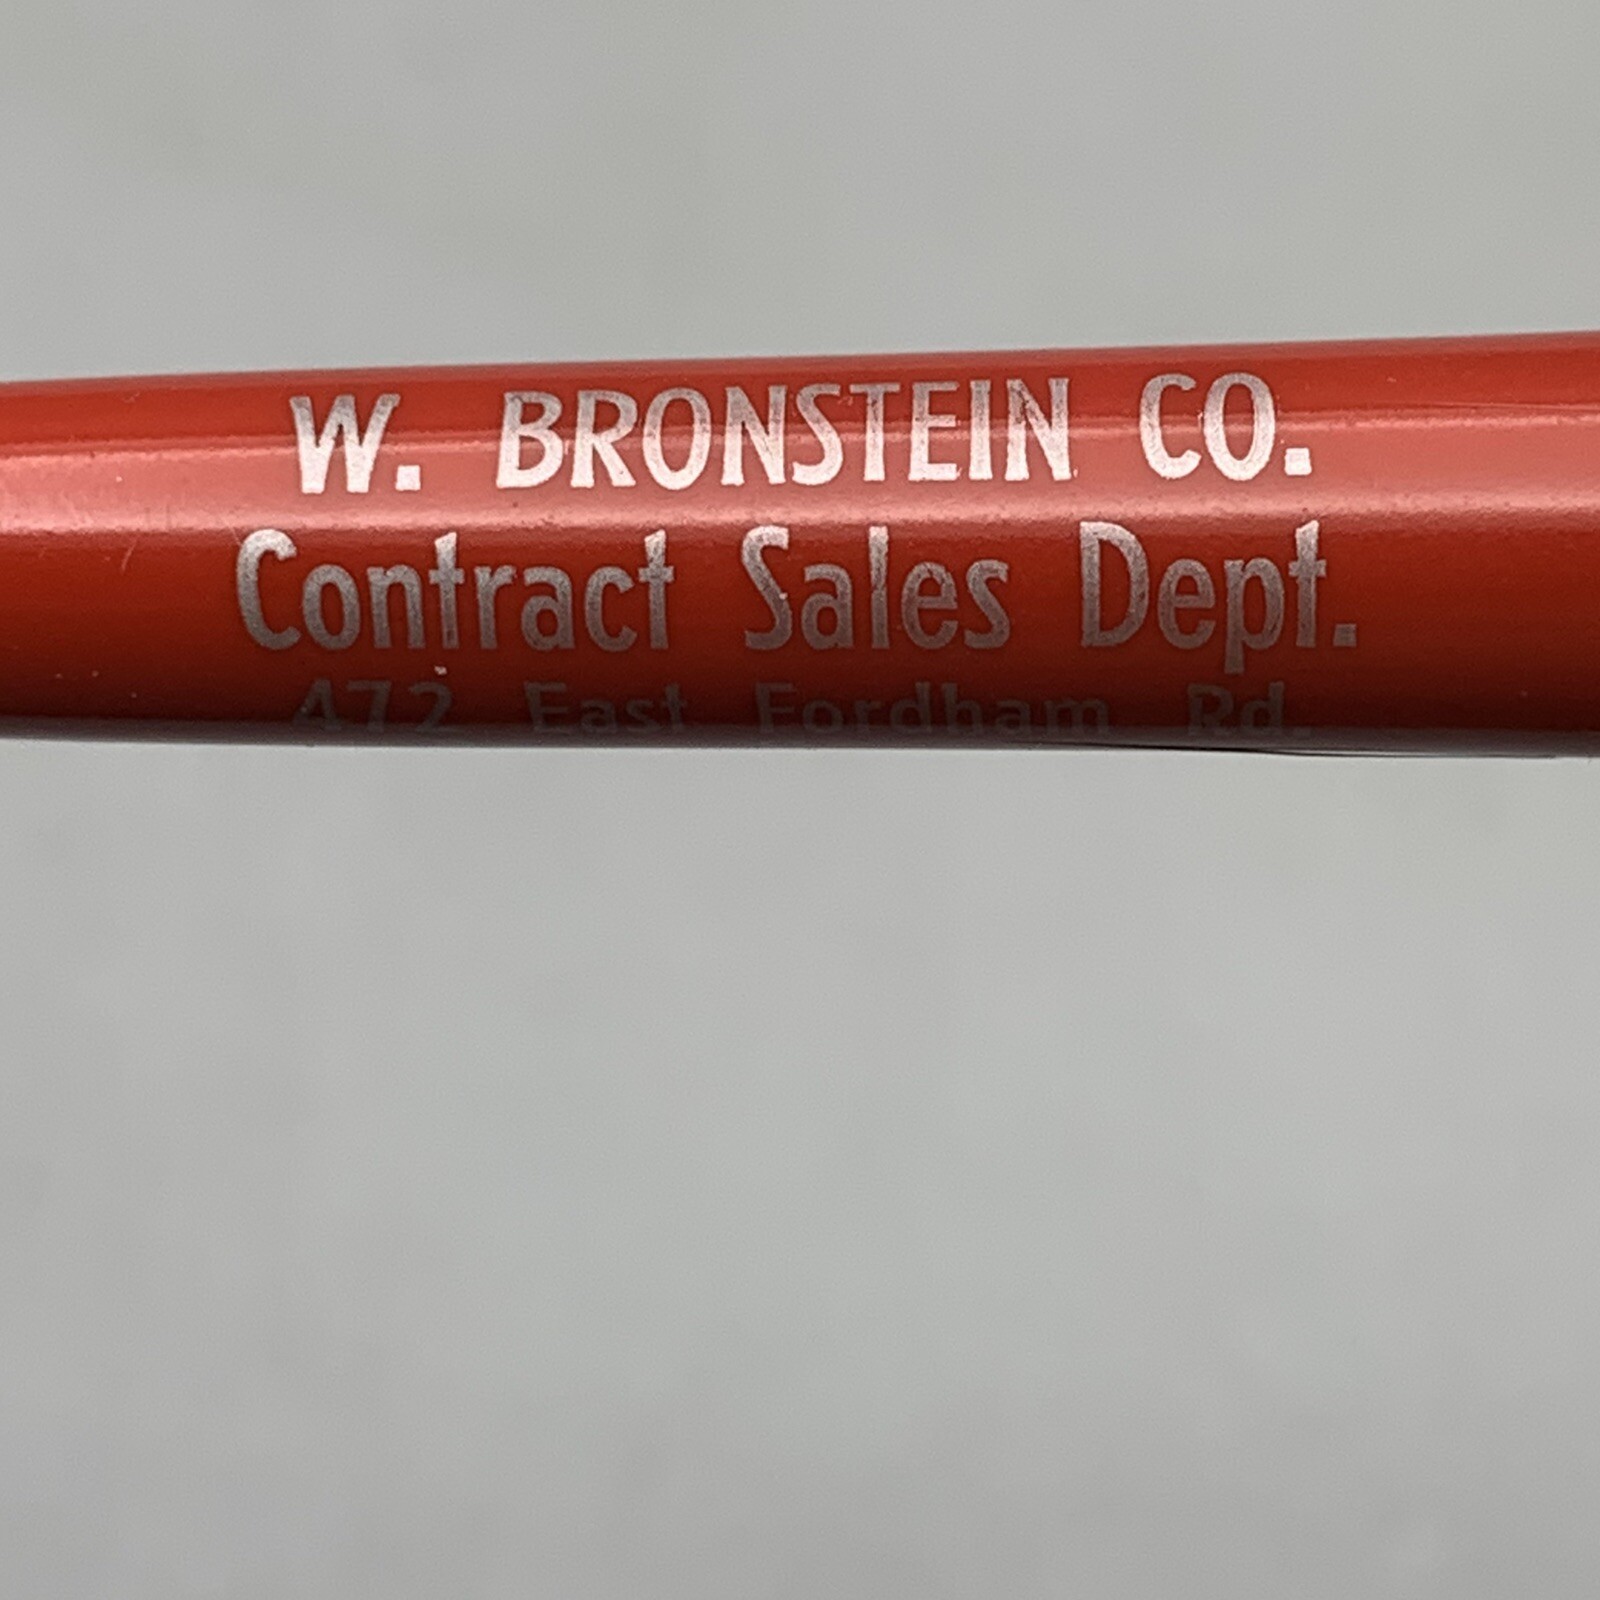 W. BRONSTEIN CO.
Contract Sales Dept.
472 East Fordham Rd.